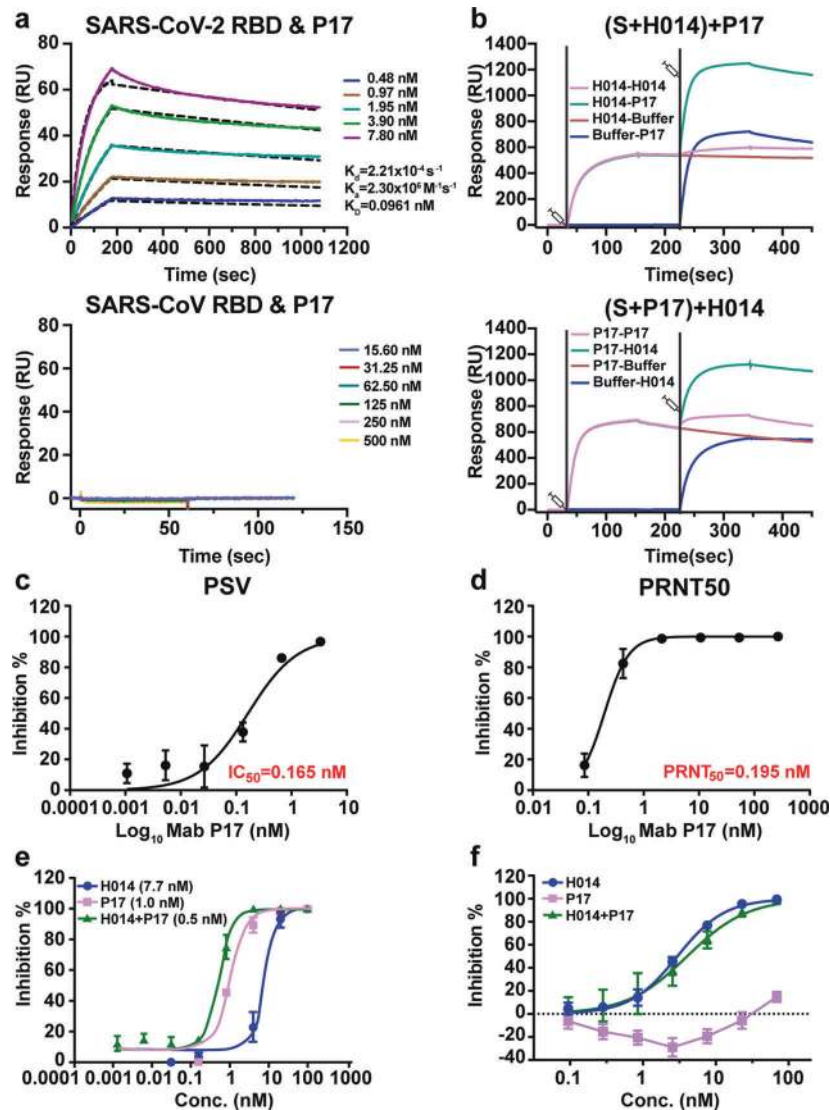 a
SARS-CoV-2 RBD & P17
Response (RU)
80
60
40
20
0
0.48 nM
0.97 nM
1.95 nM
3.90 nM
7.80 nM
Kd=2.21x10-4 s-1
Ka=2.30x106 M-1s-1
KD=0.0961 nM
0 200 400 600 800 1000 1200
Time (sec)
SARS-CoV RBD & P17
Response (RU)
80
60
40
20
0
15.60 nM
31.25 nM
62.50 nM
125 nM
250 nM
500 nM
0 50 100 150
Time (sec)
b
(S+H014)+P17
Response (RU)
1400
1200
1000
800
600
400
200
0
H014-H014
H014-P17
H014-Buffer
Buffer-P17
0 100 200 300 400
Time(sec)
(S+P17)+H014
Response (RU)
1400
1200
1000
800
600
400
200
0
P17-P17
P17-H014
P17-Buffer
Buffer-H014
0 100 200 300 400
Time(sec)
c
PSV
Inhibition %
120
100
80
60
40
20
0
IC50=0.165 nM
0.0001 0.001 0.01 0.1 1 10
Log10 Mab P17 (nM)
d
PRNT50
Inhibition %
120
100
80
60
40
20
0
PRNT50=0.195 nM
0.01 0.1 1 10 100 1000
Log10 Mab P17 (nM)
e
Inhibition %
120
100
80
60
40
20
0
H014 (7.7 nM)
P17 (1.0 nM)
H014+P17 (0.5 nM)
0.0001 0.001 0.01 0.1 1 10 100 1000
Conc. (nM)
f
Inhibition %
120
100
80
60
40
20
0
-20
-40
H014
P17
H014+P17
0.1 1 10 100
Conc. (nM)